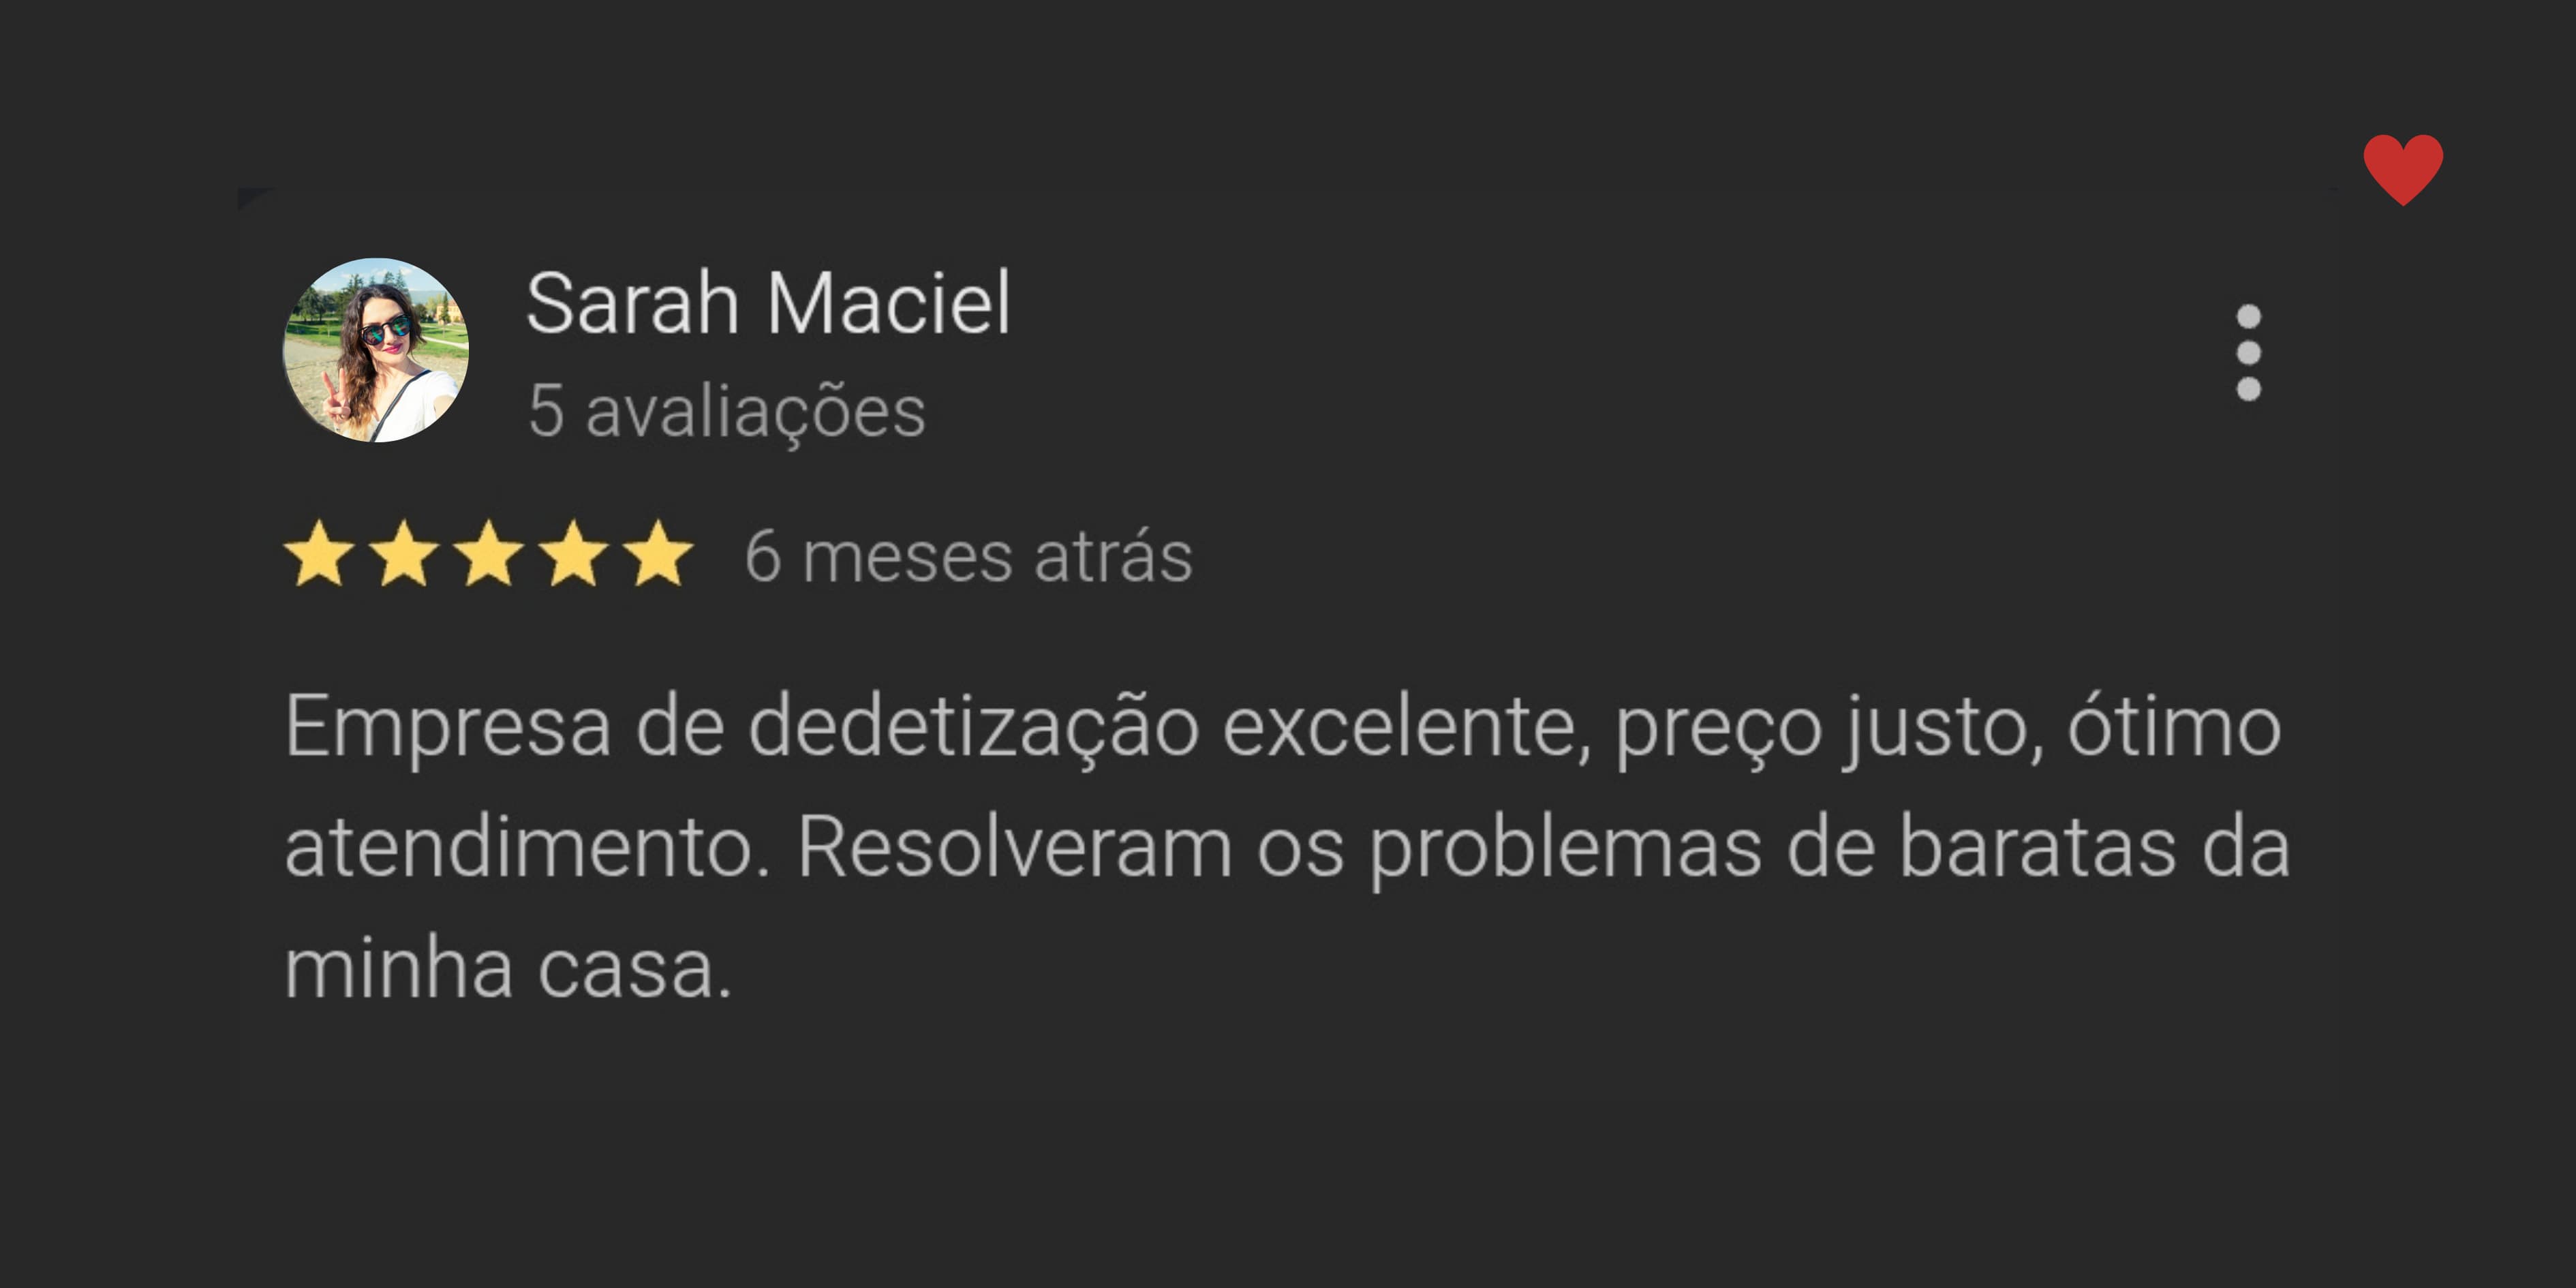 Sarah Maciel
5 avaliações
6 meses atrás
Empresa de dedetização excelente, preço justo, ótimo
atendimento. Resolveram os problemas de baratas da
minha casa.